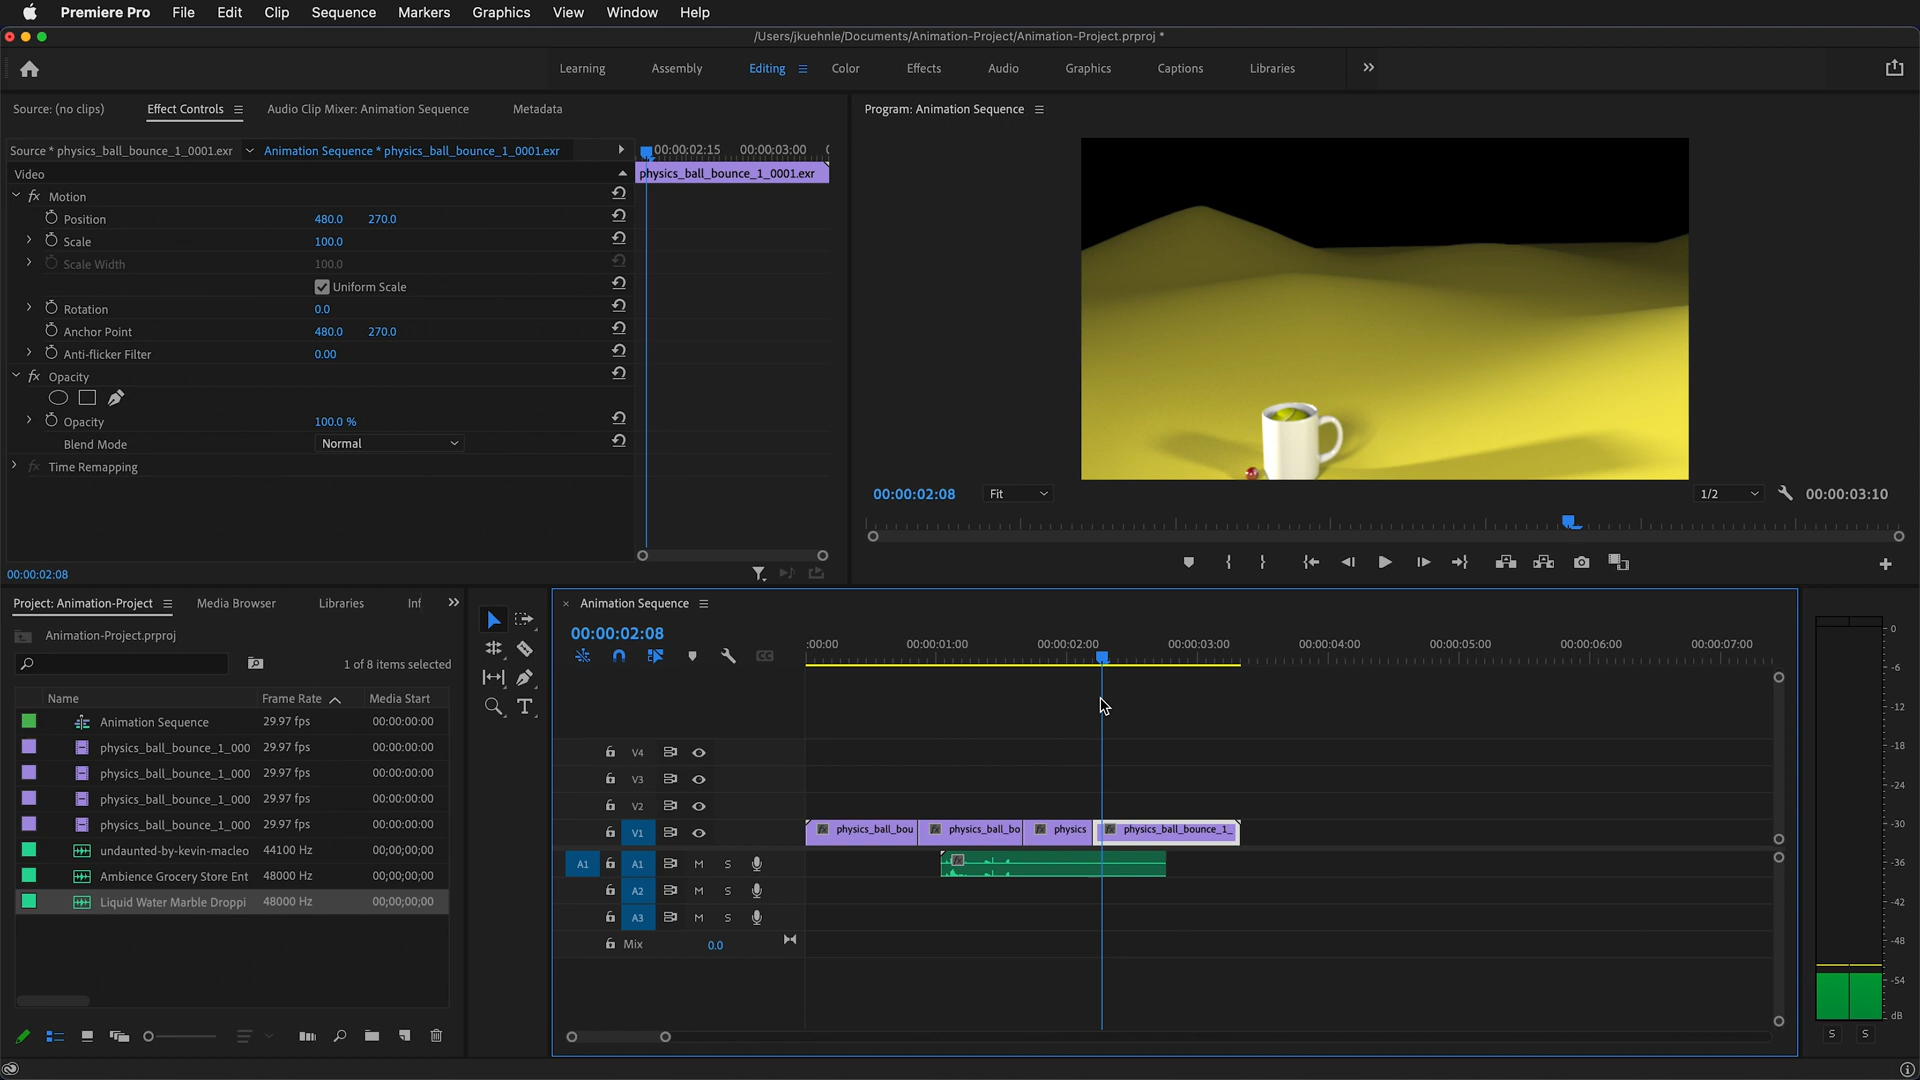 Premiere Pro File Edit Clip Sequence Markers Graphics View Window Help
/Users/jkuehnle/Documents/Animation-Project/Animation-Project.prproj *
Learning Assembly Editing Color Effects Audio Graphics Captions Libraries
Source: (no clips) Effect Controls Audio Clip Mixer: Animation Sequence Metadata
Source * physics_ball_bounce_1_0001.exr Animation Sequence * physics_ball_bounce_1_0001.exr
00:00:02:15 00:00:03:00
Video
physics_ball_bounce_1_0001.exr
fx Motion
Position 480.0 270.0
Scale 100.0
Scale Width 100.0
Uniform Scale
Rotation 0.0
Anchor Point 480.0 270.0
Anti-flicker Filter 0.00
fx Opacity
Opacity 100.0 %
Blend Mode Normal
fx Time Remapping
00:00:02:08
Program: Animation Sequence
00:00:02:08 Fit 1/2 00:00:03:10
Project: Animation-Project Media Browser Libraries Inf
Animation-Project.prproj
1 of 8 items selected
Name Frame Rate Media Start
Animation Sequence 29.97 fps 00:00:00:00
physics_ball_bounce_1_000 29.97 fps 00:00:00:00
physics_ball_bounce_1_000 29.97 fps 00:00:00:00
physics_ball_bounce_1_000 29.97 fps 00:00:00:00
physics_ball_bounce_1_000 29.97 fps 00:00:00:00
undaunted-by-kevin-macleo 44100 Hz 00;00;00;00
Ambience Grocery Store Ent 48000 Hz 00;00;00;00
Liquid Water Marble Droppi 48000 Hz 00;00;00;00
T
× Animation Sequence
00:00:02:08
:00:00 00:00:01:00 00:00:02:00 00:00:03:00 00:00:04:00 00:00:05:00 00:00:06:00 00:00:07:00
CC
V4
V3
V2
V1 fx physics_ball_bou fx physics_ball_bo fx physics fx physics_ball_bounce_1_
A1 A1 M S fx
A2 M S
A3 M S
Mix 0.0
0
-6
-12
-18
-24
-30
-36
-42
-48
-54
dB
S S